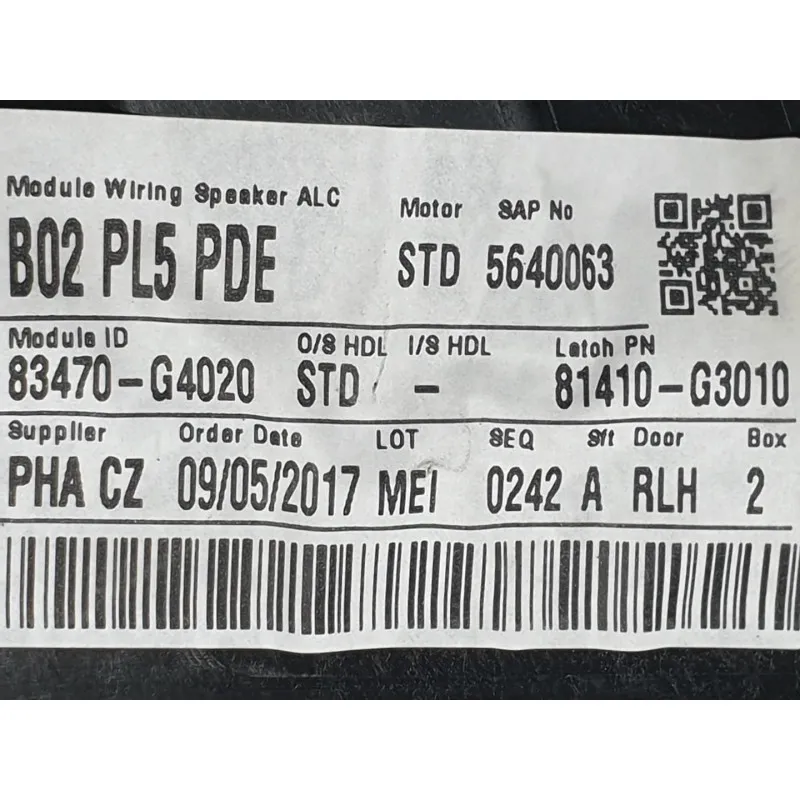 Module Wiring Speaker ALC Motor SAP No
B02 PL5 PDE STD 5640063
Module ID O/S HDL I/S HDL Latch PN
83470-G4020 STD - 81410-G3010
Supplier Order Date LOT SEQ Sft Door Box
PHA CZ 09/05/2017 MEI 0242 A RLH 2